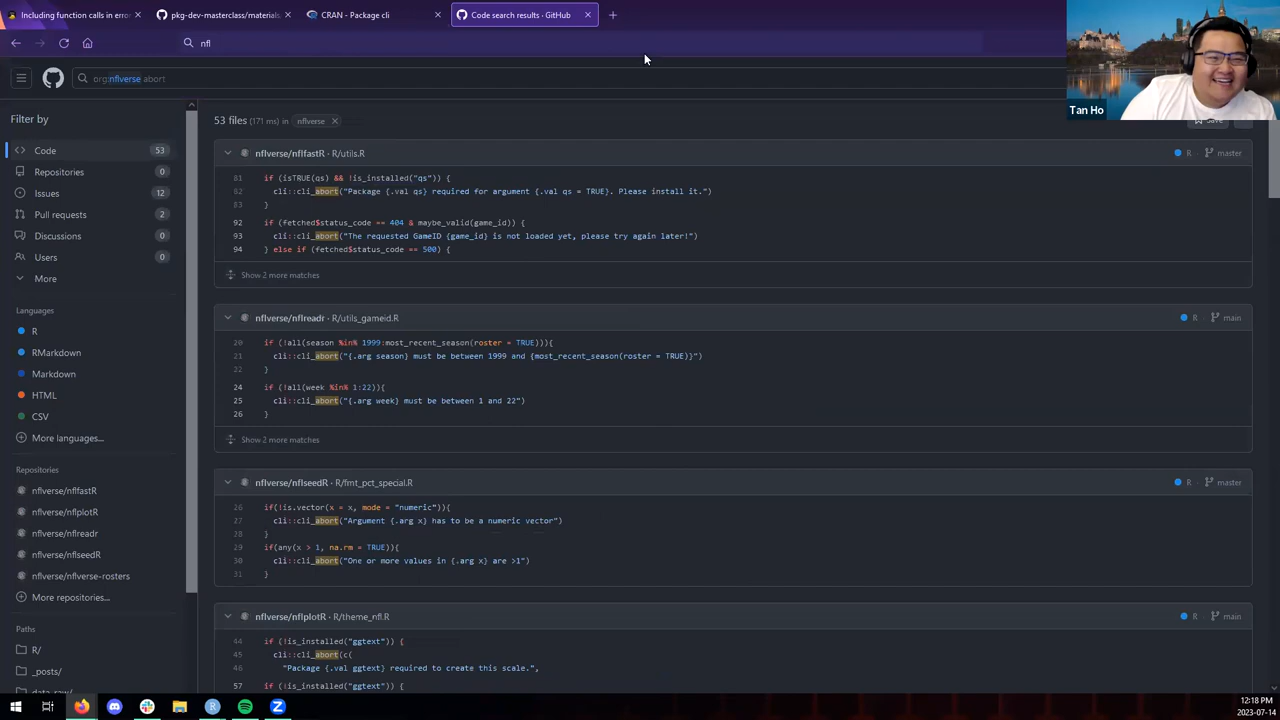 Including function calls in error
pkg-dev-masterclass/materials
CRAN - Package cli
Code search results · GitHub
nfl
org:nflverse abort
Tan Ho
Filter by
Code 53
Repositories 0
Issues 12
Pull requests 2
Discussions 0
Users 0
More
Languages
R
RMarkdown
Markdown
HTML
CSV
More languages...
Repositories
nflverse/nflfastR
nflverse/nflplotR
nflverse/nflreadr
nflverse/nflseedR
nflverse/nflverse-rosters
More repositories...
Paths
R/
_posts/
data_raw/
53 files (171 ms) in nflverse
Save
nflverse/nflfastR · R/utils.R
R master
81 if (isTRUE(qs) && !is_installed("qs")) {
82 cli::cli_abort("Package {.val qs} required for argument {.val qs = TRUE}. Please install it.")
83 }
92 if (fetched$status_code == 404 & maybe_valid(game_id)) {
93 cli::cli_abort("The requested GameID {game_id} is not loaded yet, please try again later!")
94 } else if (fetched$status_code == 500) {
Show 2 more matches
nflverse/nflreadr · R/utils_gameid.R
R main
20 if (!all(season %in% 1999:most_recent_season(roster = TRUE))){
21 cli::cli_abort("{.arg season} must be between 1999 and {most_recent_season(roster = TRUE)}")
22 }
24 if (!all(week %in% 1:22)){
25 cli::cli_abort("{.arg week} must be between 1 and 22")
26 }
Show 2 more matches
nflverse/nflseedR · R/fmt_pct_special.R
R master
26 if(!is.vector(x = x, mode = "numeric")){
27 cli::cli_abort("Argument {.arg x} has to be a numeric vector")
28 }
29 if(any(x > 1, na.rm = TRUE)){
30 cli::cli_abort("One or more values in {.arg x} are >1")
31 }
nflverse/nflplotR · R/theme_nfl.R
R main
44 if (!is_installed("ggtext")) {
45 cli::cli_abort(c(
46 "Package {.val ggtext} required to create this scale.",
57 if (!is_installed("ggtext")) {
12:18 PM
2023-07-14